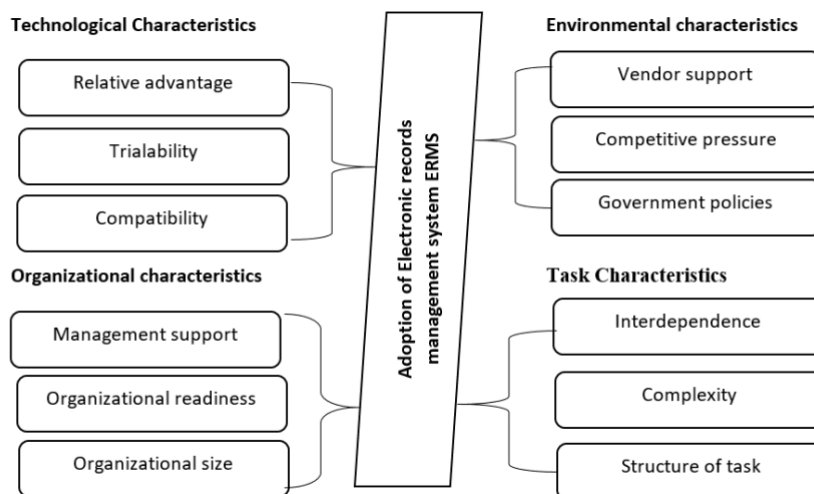 Technological Characteristics
Relative advantage
Trialability
Compatibility
Organizational characteristics
Management support
Organizational readiness
Organizational size
Adoption of Electronic records
management system ERMS
Environmental characteristics
Vendor support
Competitive pressure
Government policies
Task Characteristics
Interdependence
Complexity
Structure of task